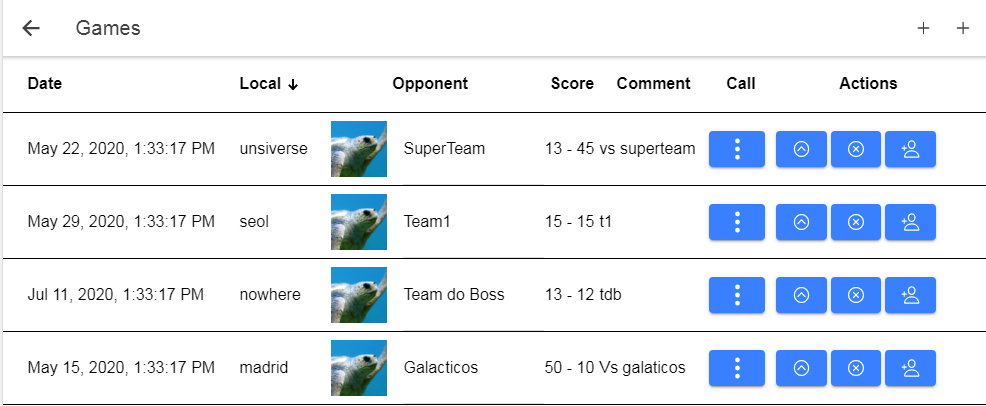 Games
Date Local Opponent Score Comment Call Actions
May 22, 2020, 1:33:17 PM unsiverse SuperTeam 13 - 45 vs superteam
May 29, 2020, 1:33:17 PM seol Team1 15 - 15 t1
Jul 11, 2020, 1:33:17 PM nowhere Team do Boss 13 - 12 tdb
May 15, 2020, 1:33:17 PM madrid Galacticos 50 - 10 Vs galaticos